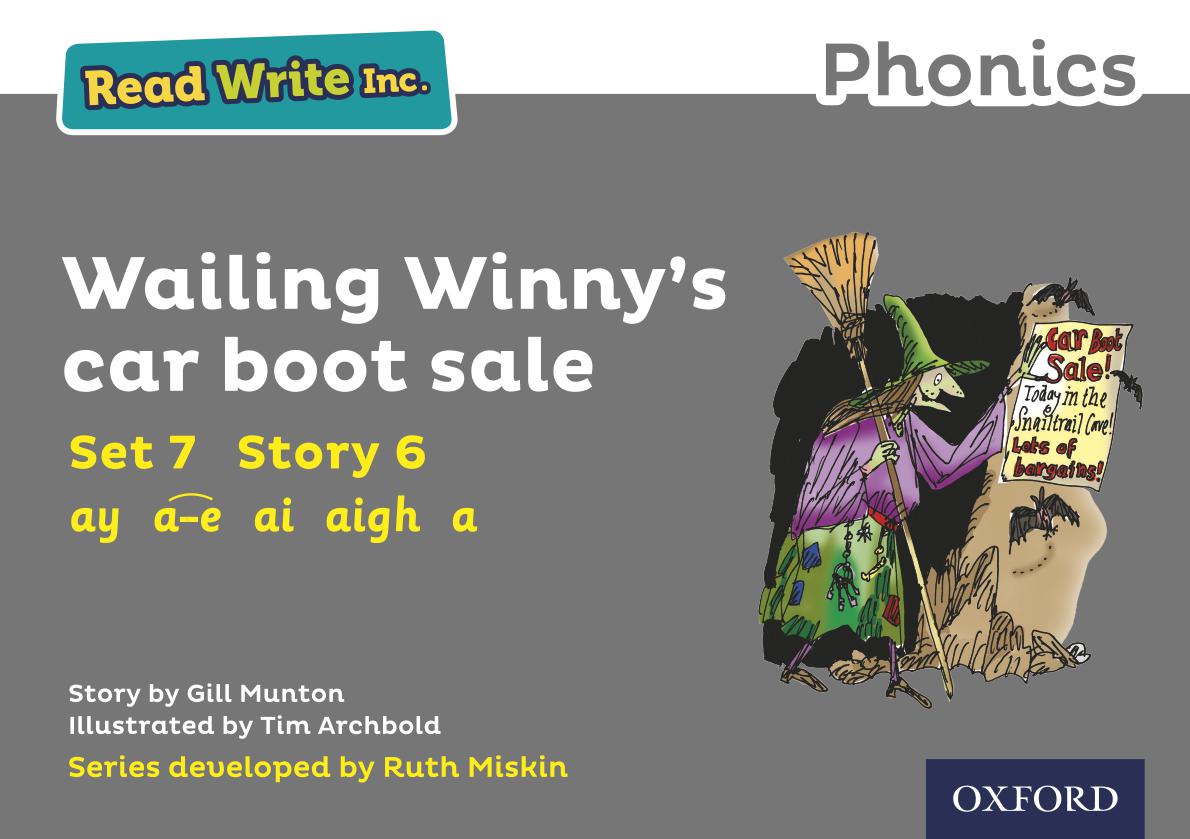 Read Write Inc.
Phonics
Wailing Winny's
car boot sale
Set 7 Story 6
ay a-e ai aigh a
Car Boot
Sale!
Today in the
Snailtrail Cave!
Lots of
bargains!
Story by Gill Munton
Illustrated by Tim Archbold
Series developed by Ruth Miskin
OXFORD